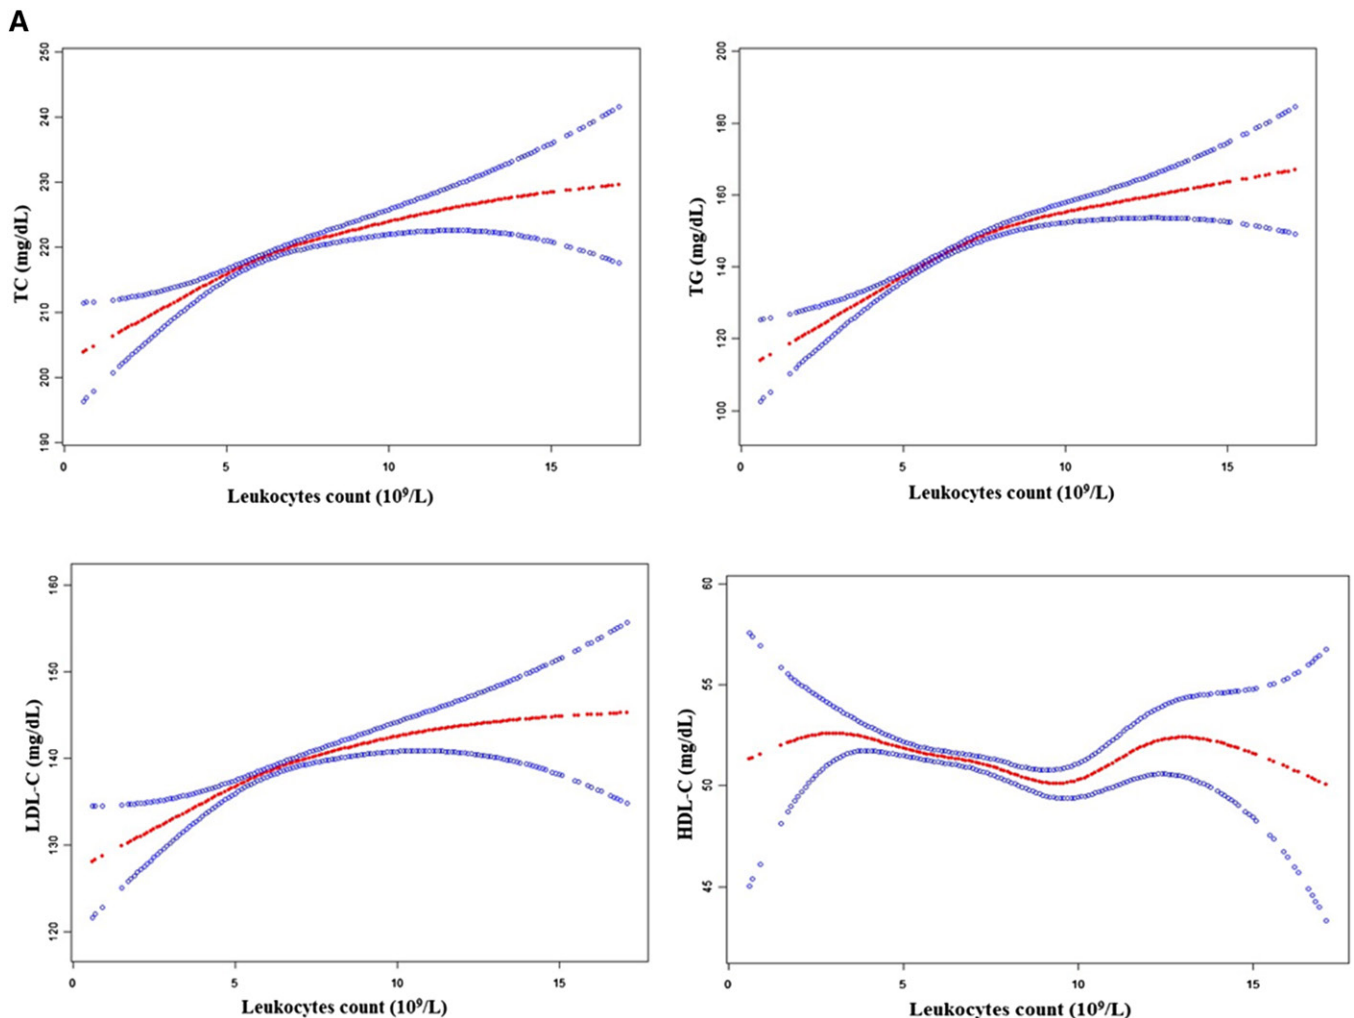 A
250
240
230
220
210
200
190
TC (mg/dL)
0 5 10 15
Leukocytes count (10⁹/L)
200
180
160
140
120
100
TG (mg/dL)
0 5 10 15
Leukocytes count (10⁹/L)
160
150
140
130
120
LDL-C (mg/dL)
0 5 10 15
Leukocytes count (10⁹/L)
60
55
50
45
HDL-C (mg/dL)
0 5 10 15
Leukocytes count (10⁹/L)